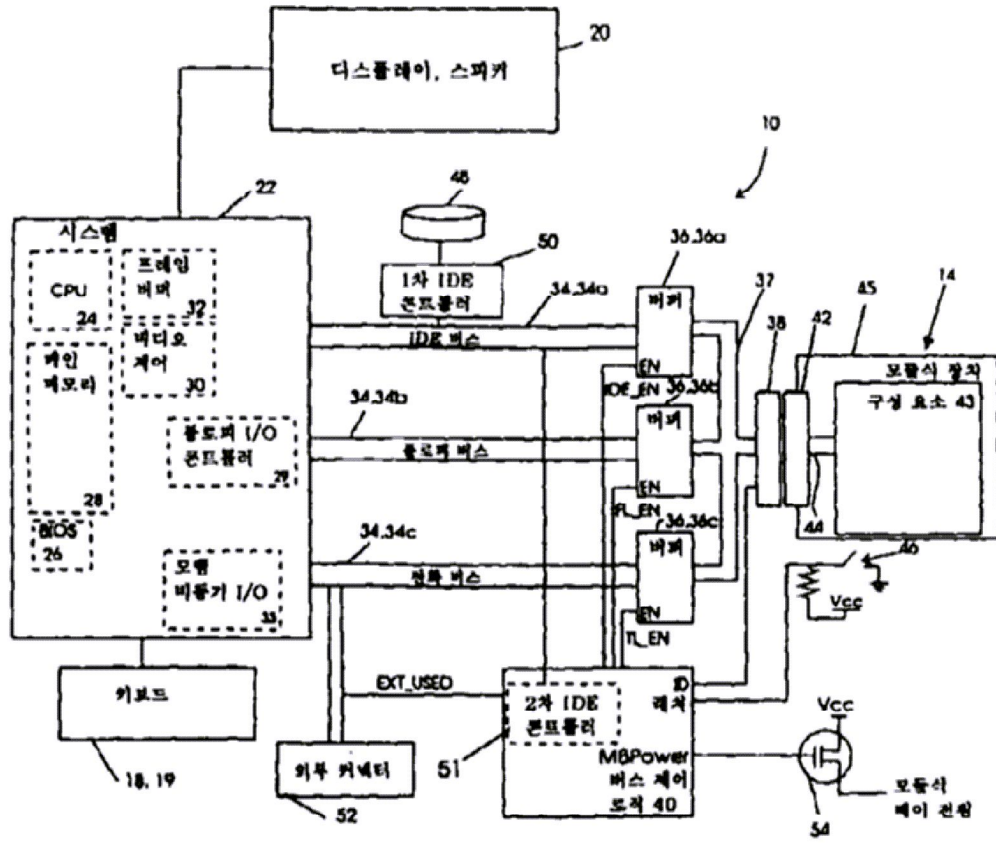 20
디스플레이, 스피커
10
22
48
시스템
CPU
24
프레임
버퍼
32
비디오
제어
30
메인
메모리
28
플로피 I/O
콘트롤러
29
BIOS
26
모뎀
비동기 I/O
33
50
1차 IDE
콘트롤러
34,34a
IDE 버스
34,34b
플로피 버스
34,34c
전화 버스
36,36a
버퍼
EN
IDE_EN
36,36b
버퍼
EN
FL_EN
36,36c
버퍼
EN
TL_EN
37
38
42
45
14
모듈식 장치
구성 요소 43
44
46
Vcc
키보드
18,19
EXT_USED
외부 커넥터
52
2차 IDE
콘트롤러
51
ID
래치
MBPower
버스 제어
로직 40
Vcc
54
모듈식
베이 전원